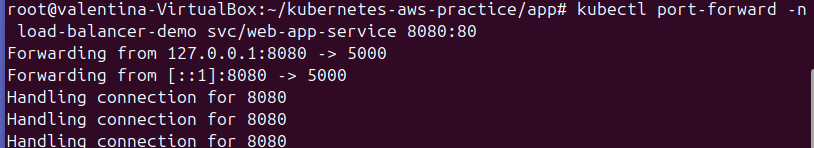 root@valentina-VirtualBox:~/kubernetes-aws-practice/app# kubectl port-forward -n
load-balancer-demo svc/web-app-service 8080:80
Forwarding from 127.0.0.1:8080 -> 5000
Forwarding from [::1]:8080 -> 5000
Handling connection for 8080
Handling connection for 8080
Handling connection for 8080